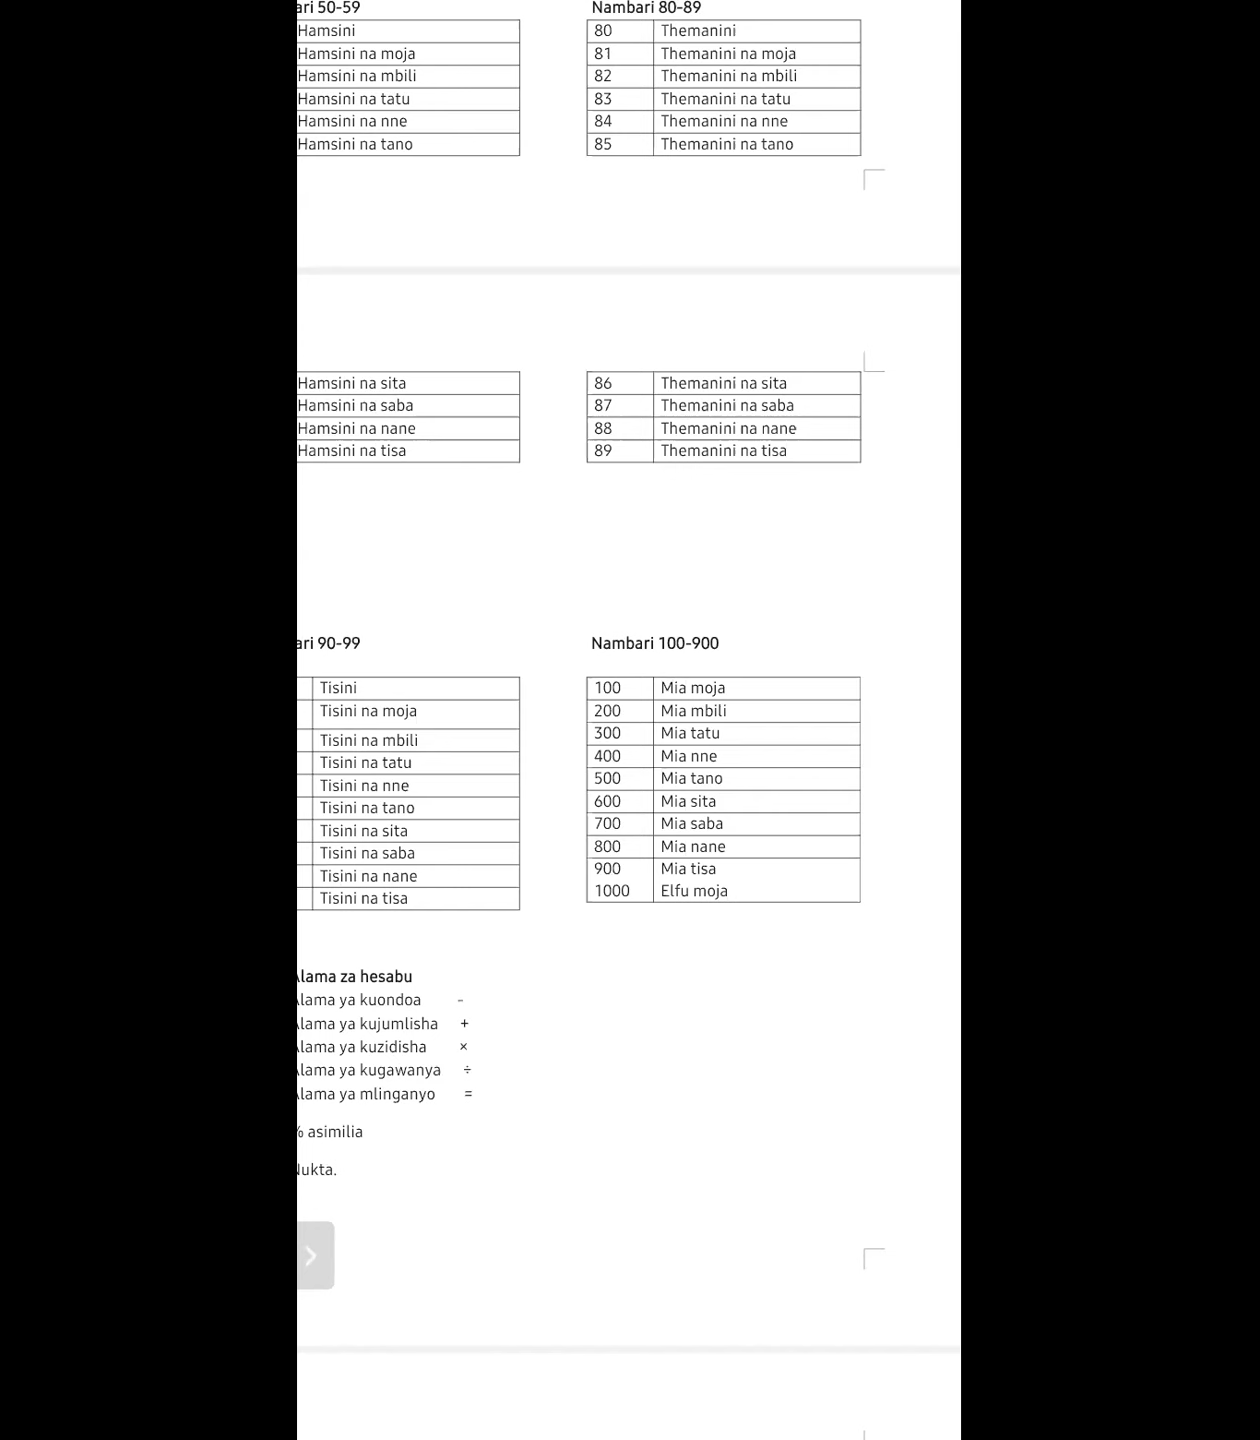 ari 50-59
Hamsini
Hamsini na moja
Hamsini na mbili
Hamsini na tatu
Hamsini na nne
Hamsini na tano
Nambari 80-89
80 Themanini
81 Themanini na moja
82 Themanini na mbili
83 Themanini na tatu
84 Themanini na nne
85 Themanini na tano
Hamsini na sita
Hamsini na saba
Hamsini na nane
Hamsini na tisa
86 Themanini na sita
87 Themanini na saba
88 Themanini na nane
89 Themanini na tisa
ari 90-99
Tisini
Tisini na moja
Tisini na mbili
Tisini na tatu
Tisini na nne
Tisini na tano
Tisini na sita
Tisini na saba
Tisini na nane
Tisini na tisa
Nambari 100-900
100 Mia moja
200 Mia mbili
300 Mia tatu
400 Mia nne
500 Mia tano
600 Mia sita
700 Mia saba
800 Mia nane
900 Mia tisa
1000 Elfu moja
Alama za hesabu
Alama ya kuondoa -
Alama ya kujumlisha +
Alama ya kuzidisha ×
Alama ya kugawanya ÷
Alama ya mlinganyo =
% asimilia
Nukta.